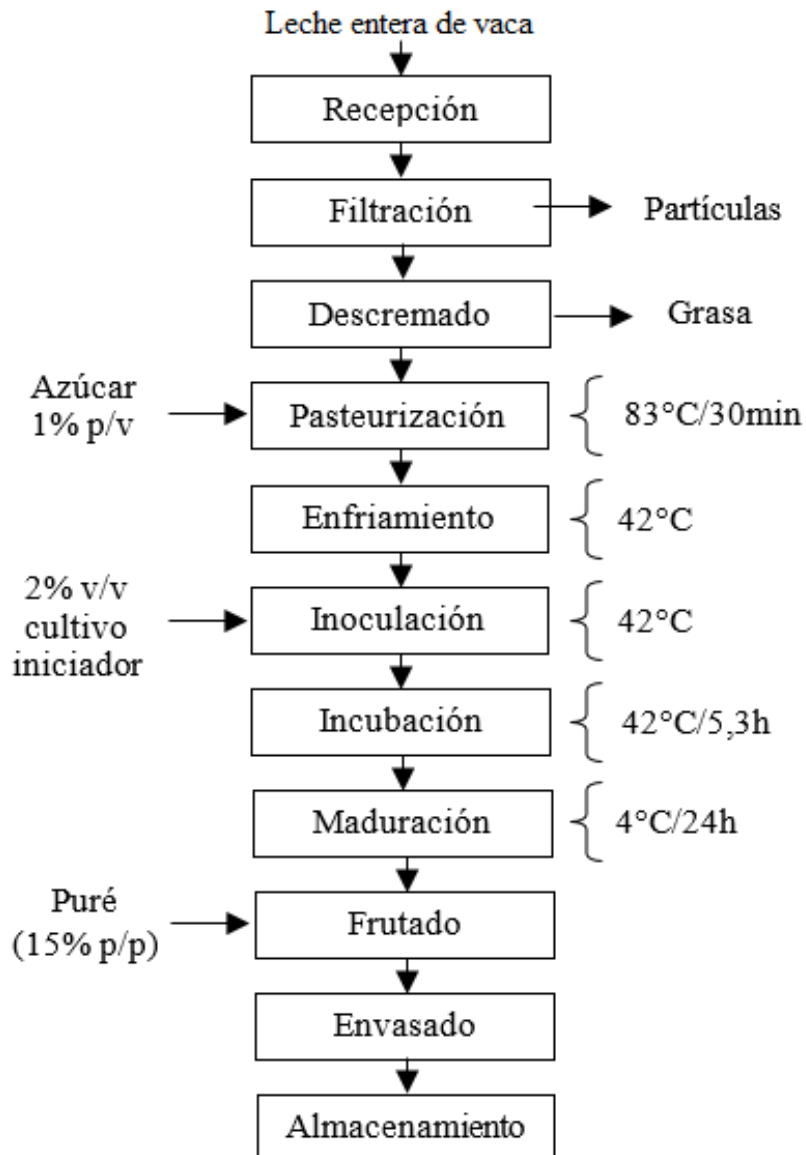 Leche entera de vaca
Recepción
Filtración
Partículas
Descremado
Grasa
Azúcar
1% p/v
Pasteurización
83°C/30min
Enfriamiento
42°C
2% v/v
cultivo
iniciador
Inoculación
42°C
Incubación
42°C/5,3h
Maduración
4°C/24h
Puré
(15% p/p)
Frutado
Envasado
Almacenamiento